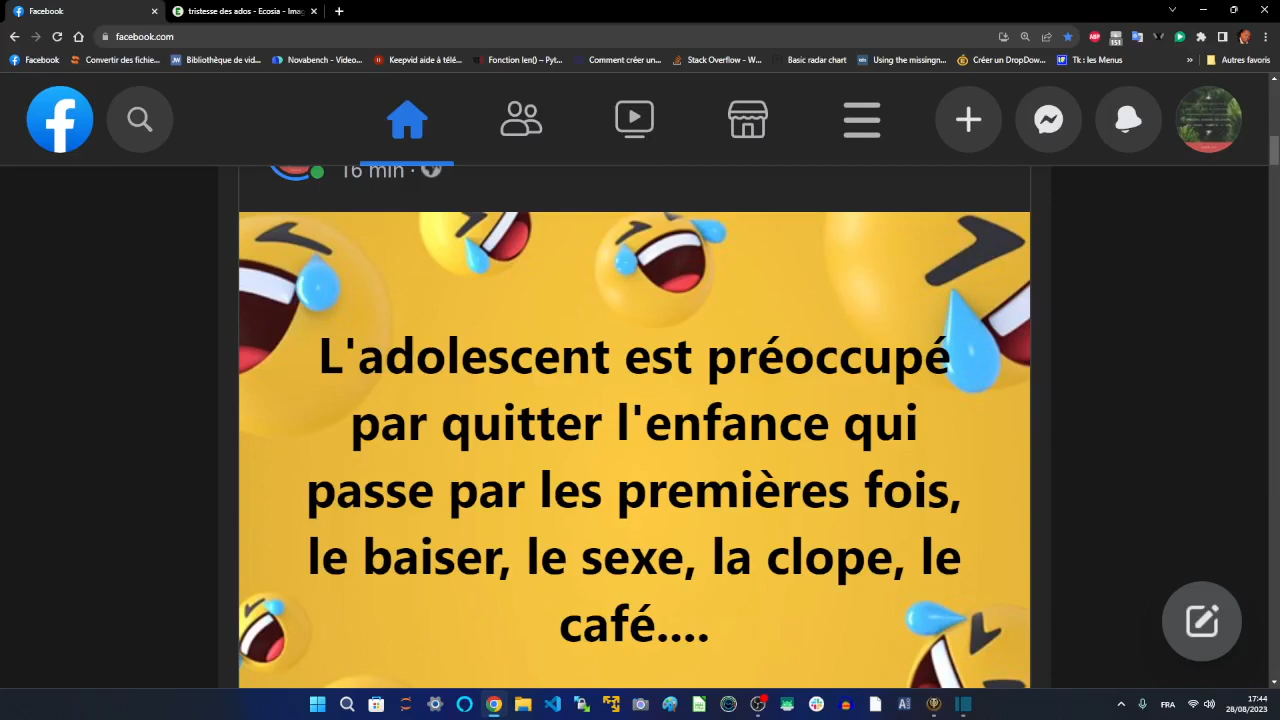 Facebook
tristesse des ados - Ecosia - Imag
facebook.com
Facebook
Convertir des fichie...
Bibliothèque de vid...
Novabench - Video...
Keepvid aide à télé...
Fonction len() – Pyt...
Comment créer un...
Stack Overflow - W...
Basic radar chart
Using the missingn...
Créer un DropDow...
Tk : les Menus
»
Autres favoris
16 min ·
L'adolescent est préoccupé
par quitter l'enfance qui
passe par les premières fois,
le baiser, le sexe, la clope, le
café....
FRA
17:44
28/08/2023